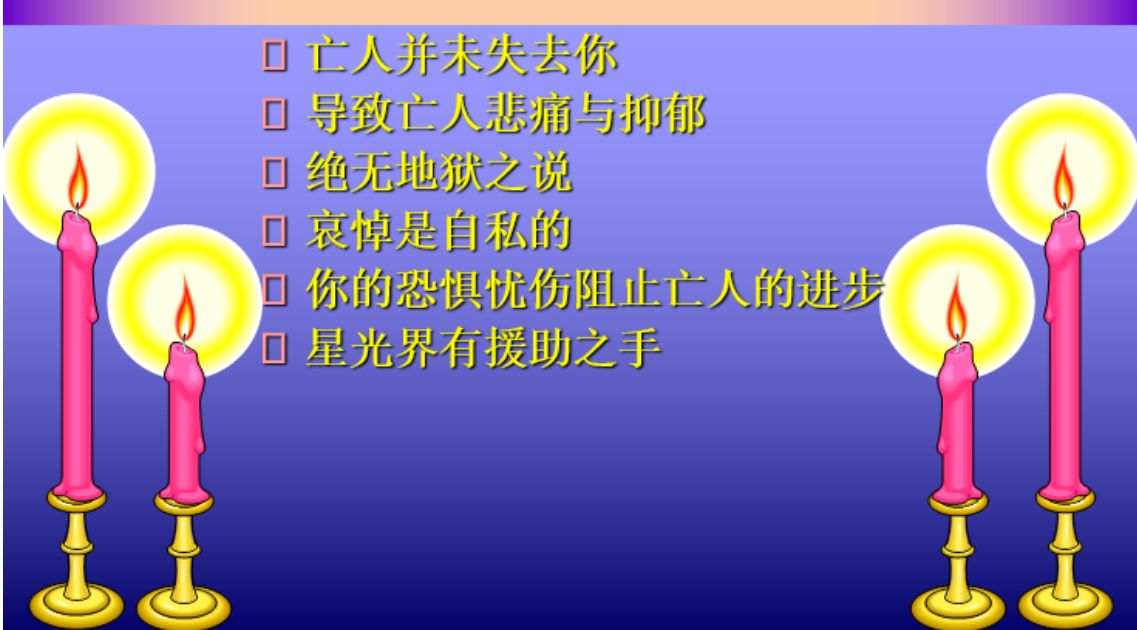 亡人并未失去你
导致亡人悲痛与抑郁
绝无地狱之说
哀悼是自私的
你的恐惧忧伤阻止亡人的进步
星光界有援助之手